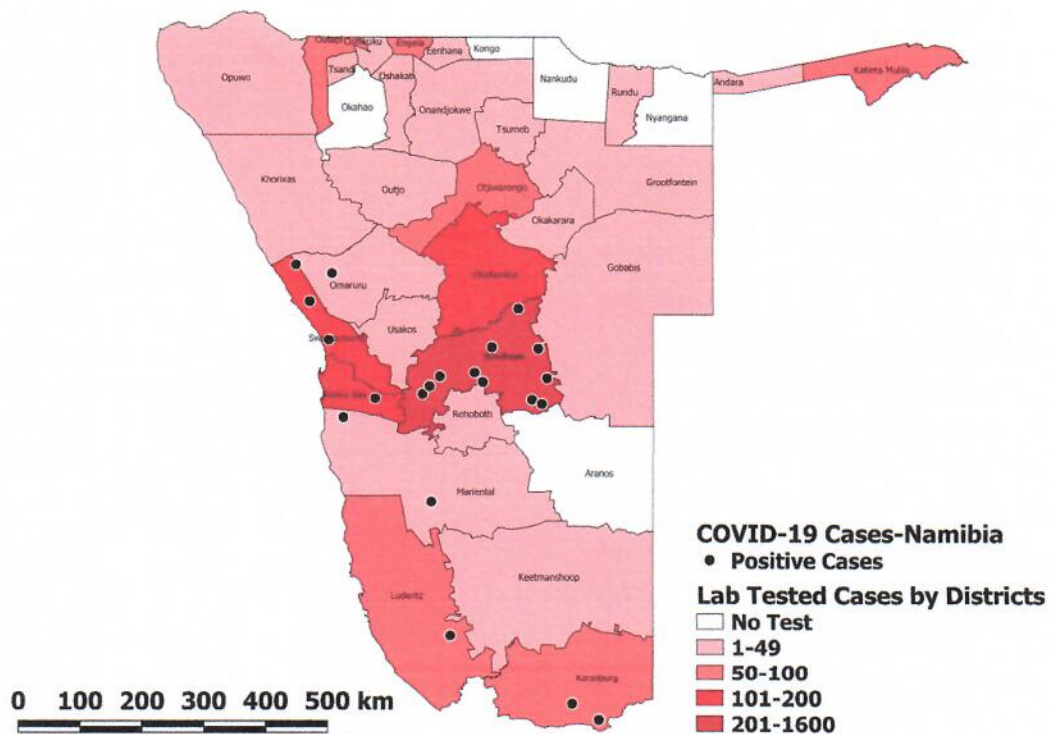 Outapi
Engela
Eenhana
Kongo
Opuwo
Tsandi
Oshakati
Nankudu
Andara
Katima Mulilo
Okahao
Onandjokwe
Rundu
Nyangana
Tsumeb
Khorixas
Outjo
Otjiwarongo
Grootfontein
Okakarara
Gobabis
Okahandja
Omaruru
Usakos
Windhoek
Rehoboth
Aranos
Mariental
Keetmanshoop
Luderitz
Karasburg
COVID-19 Cases-Namibia
Positive Cases
Lab Tested Cases by Districts
No Test
1-49
50-100
101-200
201-1600
0 100 200 300 400 500 km